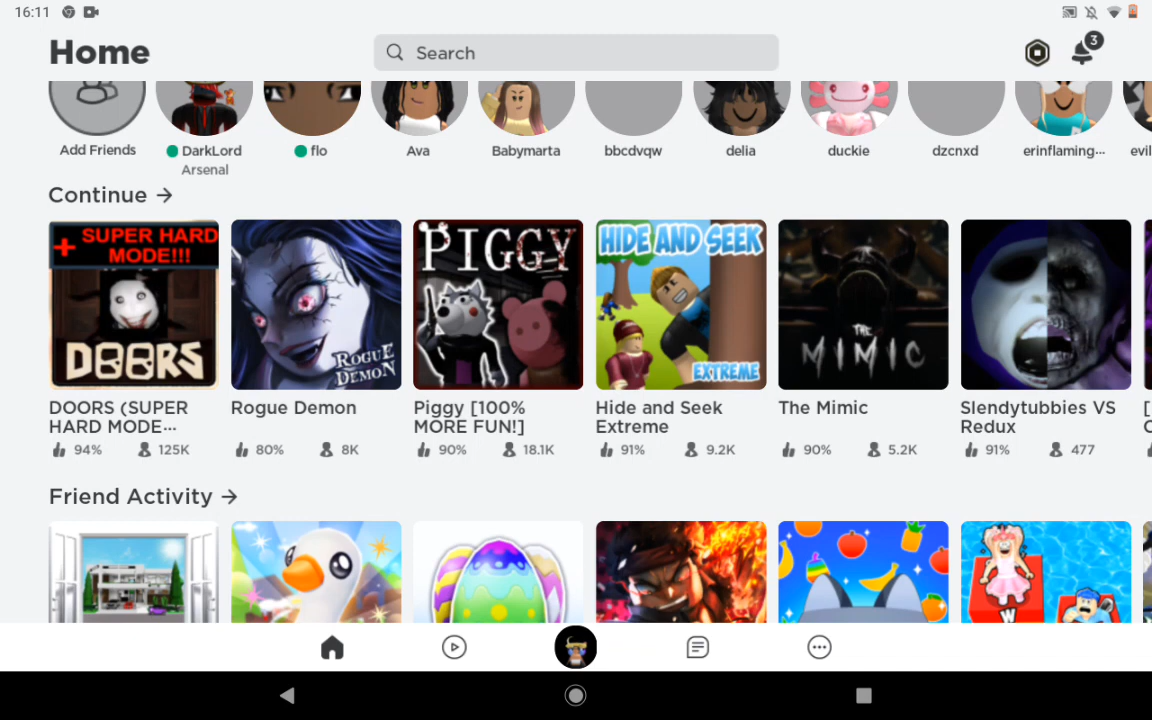 16:11
Home
Search
3
Add Friends
DarkLord
Arsenal
flo
Ava
Babymarta
bbcdvqw
delia
duckie
dzcnxd
erinflaming...
evil
Continue →
+ SUPER HARD
MODE!!!
DOORS
ROGUE
DEMON
PIGGY
HIDE AND SEEK
EXTREME
THE
MIMIC
DOORS (SUPER
HARD MODE...
94% 125K
Rogue Demon
80% 8K
Piggy [100%
MORE FUN!]
90% 18.1K
Hide and Seek
Extreme
91% 9.2K
The Mimic
90% 5.2K
Slendytubbies VS
Redux
91% 477
[
Friend Activity →
W